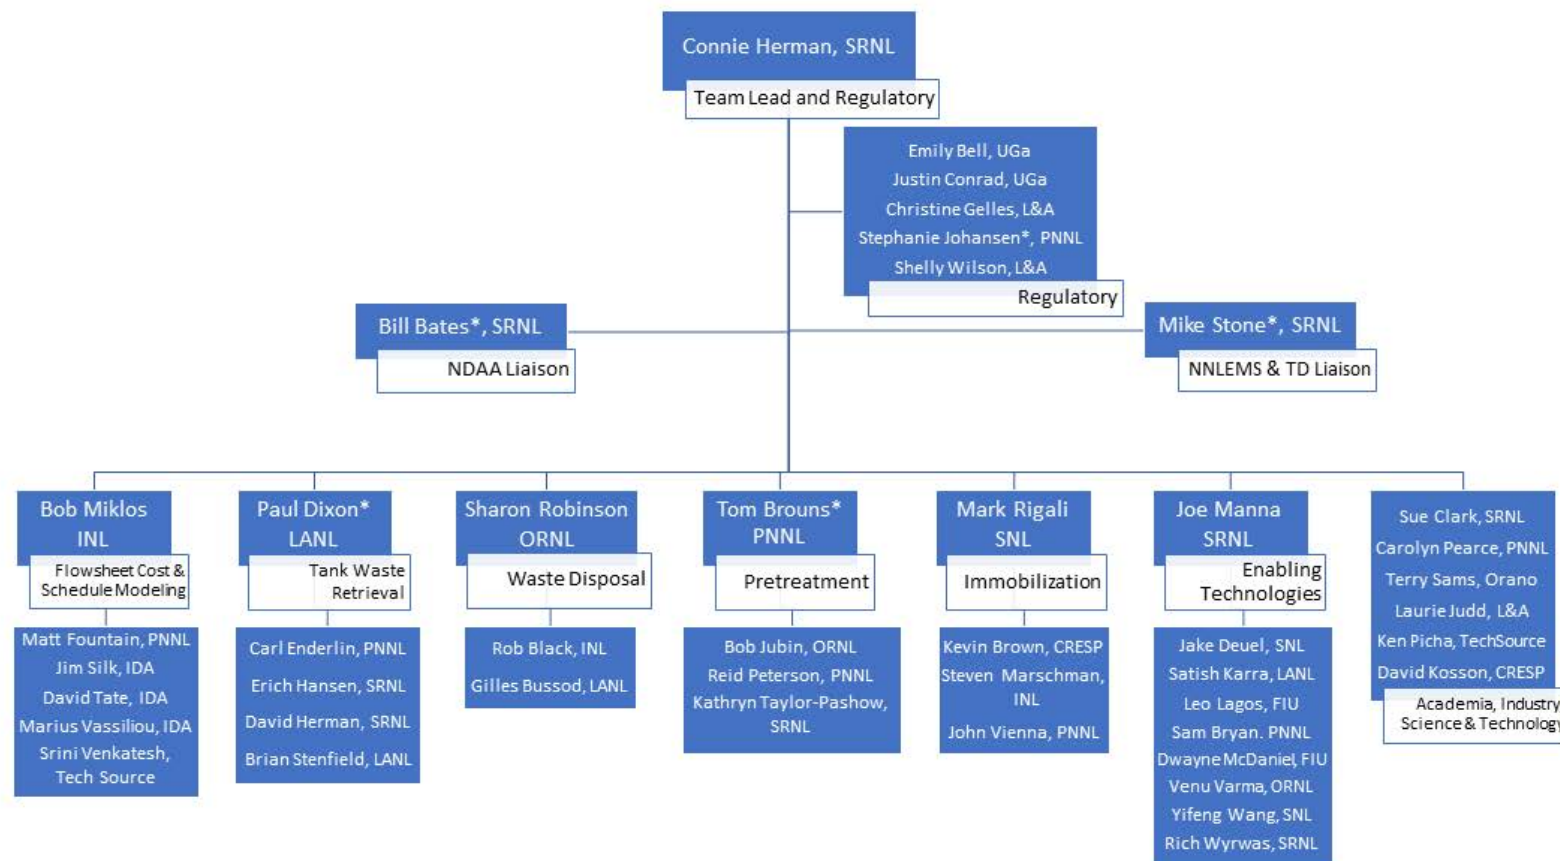 Connie Herman, SRNL
Team Lead and Regulatory
Emily Bell, UGa
Justin Conrad, UGa
Christine Gelles, L&A
Stephanie Johansen*, PNNL
Shelly Wilson, L&A
Regulatory
Bill Bates*, SRNL
NDAA Liaison
Mike Stone*, SRNL
NNLEMS & TD Liaison
Bob Miklos
INL
Flowsheet Cost &
Schedule Modeling
Matt Fountain, PNNL
Jim Silk, IDA
David Tate, IDA
Marius Vassiliou, IDA
Srini Venkatesh,
Tech Source
Paul Dixon*
LANL
Tank Waste
Retrieval
Carl Enderlin, PNNL
Erich Hansen, SRNL
David Herman, SRNL
Brian Stenfield, LANL
Sharon Robinson
ORNL
Waste Disposal
Rob Black, INL
Gilles Bussod, LANL
Tom Brouns*
PNNL
Pretreatment
Bob Jubin, ORNL
Reid Peterson, PNNL
Kathryn Taylor-Pashow,
SRNL
Mark Rigali
SNL
Immobilization
Kevin Brown, CRESP
Steven Marschman,
INL
John Vienna, PNNL
Joe Manna
SRNL
Enabling
Technologies
Jake Deuel, SNL
Satish Karra, LANL
Leo Lagos, FIU
Sam Bryan. PNNL
Dwayne McDaniel, FIU
Venu Varma, ORNL
Yifeng Wang, SNL
Rich Wyrwas, SRNL
Sue Clark, SRNL
Carolyn Pearce, PNNL
Terry Sams, Orano
Laurie Judd, L&A
Ken Picha, TechSource
David Kosson, CRESP
Academia, Industry
Science & Technology